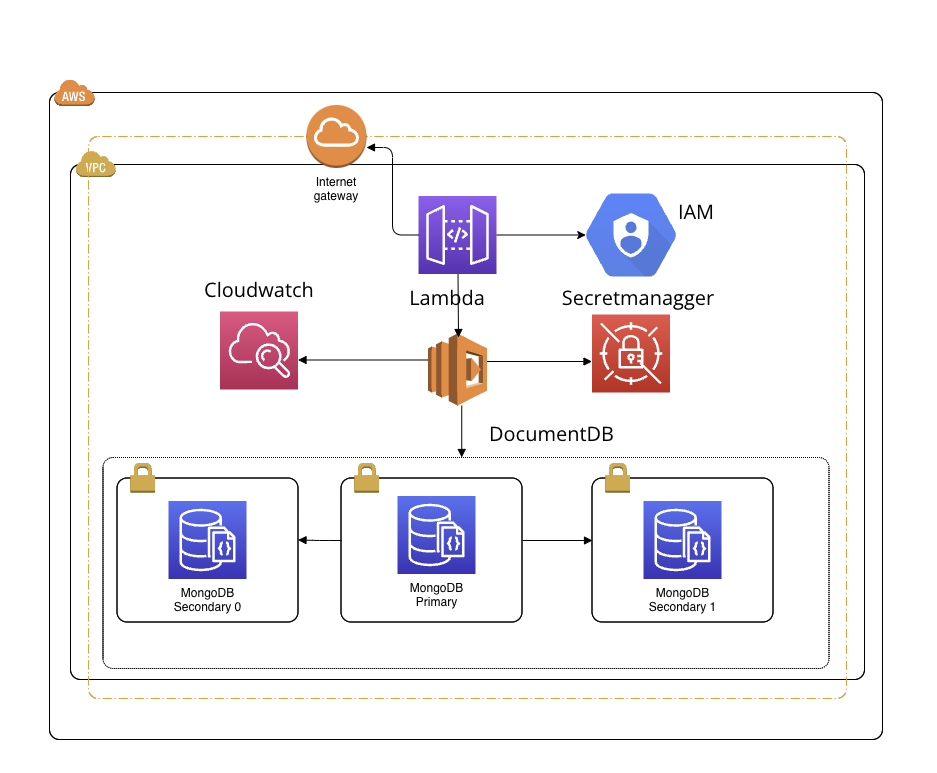 AWS
VPC
Internet
gateway
IAM
</>
Cloudwatch
Lambda
Secretmanagger
DocumentDB
{}
MongoDB
Secondary 0
{}
MongoDB
Primary
{}
MongoDB
Secondary 1